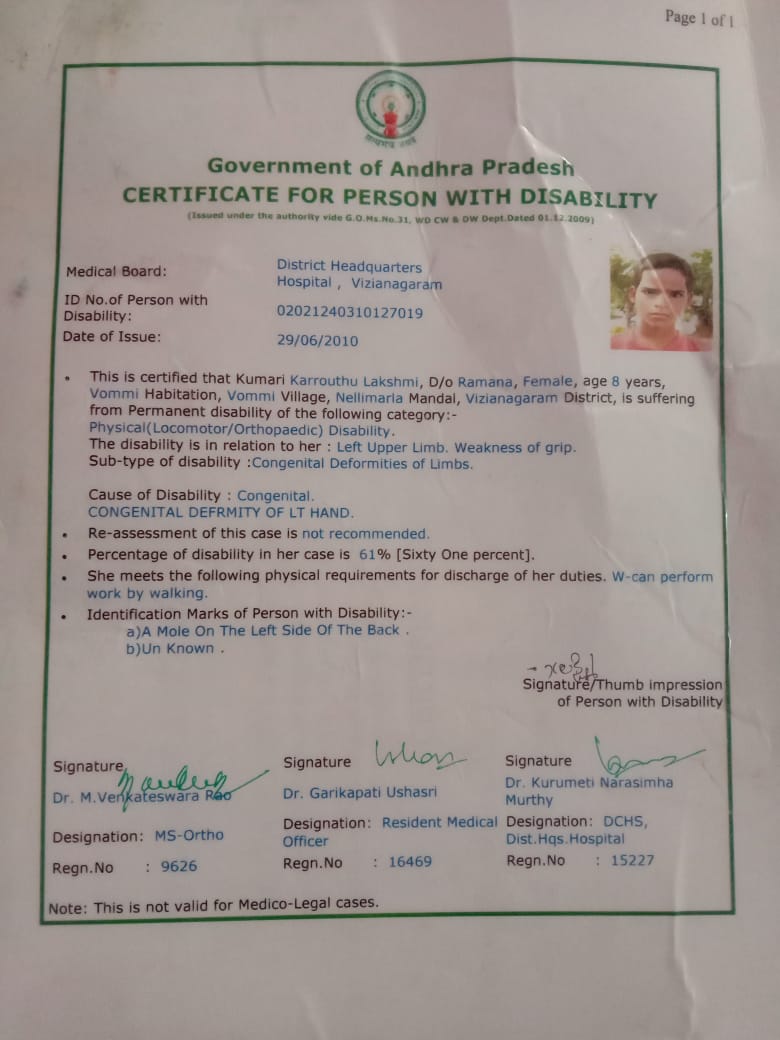 Page 1 of 1
Government of Andhra Pradesh
CERTIFICATE FOR PERSON WITH DISABILITY
(Issued under the authority vide G.O.Ms.No.31, WD CW & DW Dept.Dated 01.12.2009)
Medical Board: District Headquarters Hospital , Vizianagaram
ID No.of Person with Disability: 02021240310127019
Date of Issue: 29/06/2010
• This is certified that Kumari Karrouthu Lakshmi, D/o Ramana, Female, age 8 years,
Vommi Habitation, Vommi Village, Nellimarla Mandal, Vizianagaram District, is suffering
from Permanent disability of the following category:-
Physical(Locomotor/Orthopaedic) Disability.
The disability is in relation to her : Left Upper Limb. Weakness of grip.
Sub-type of disability :Congenital Deformities of Limbs.
Cause of Disability : Congenital.
CONGENITAL DEFRMITY OF LT HAND.
• Re-assessment of this case is not recommended.
• Percentage of disability in her case is 61% [Sixty One percent].
• She meets the following physical requirements for discharge of her duties. W-can perform
work by walking.
• Identification Marks of Person with Disability:-
a)A Mole On The Left Side Of The Back .
b)Un Known .
Signature/Thumb impression
of Person with Disability
Signature
Dr. M.Venkateswara Rao
Designation: MS-Ortho
Regn.No : 9626
Signature
Dr. Garikapati Ushasri
Designation: Resident Medical
Officer
Regn.No : 16469
Signature
Dr. Kurumeti Narasimha
Murthy
Designation: DCHS,
Dist.Hqs.Hospital
Regn.No : 15227
Note: This is not valid for Medico-Legal cases.